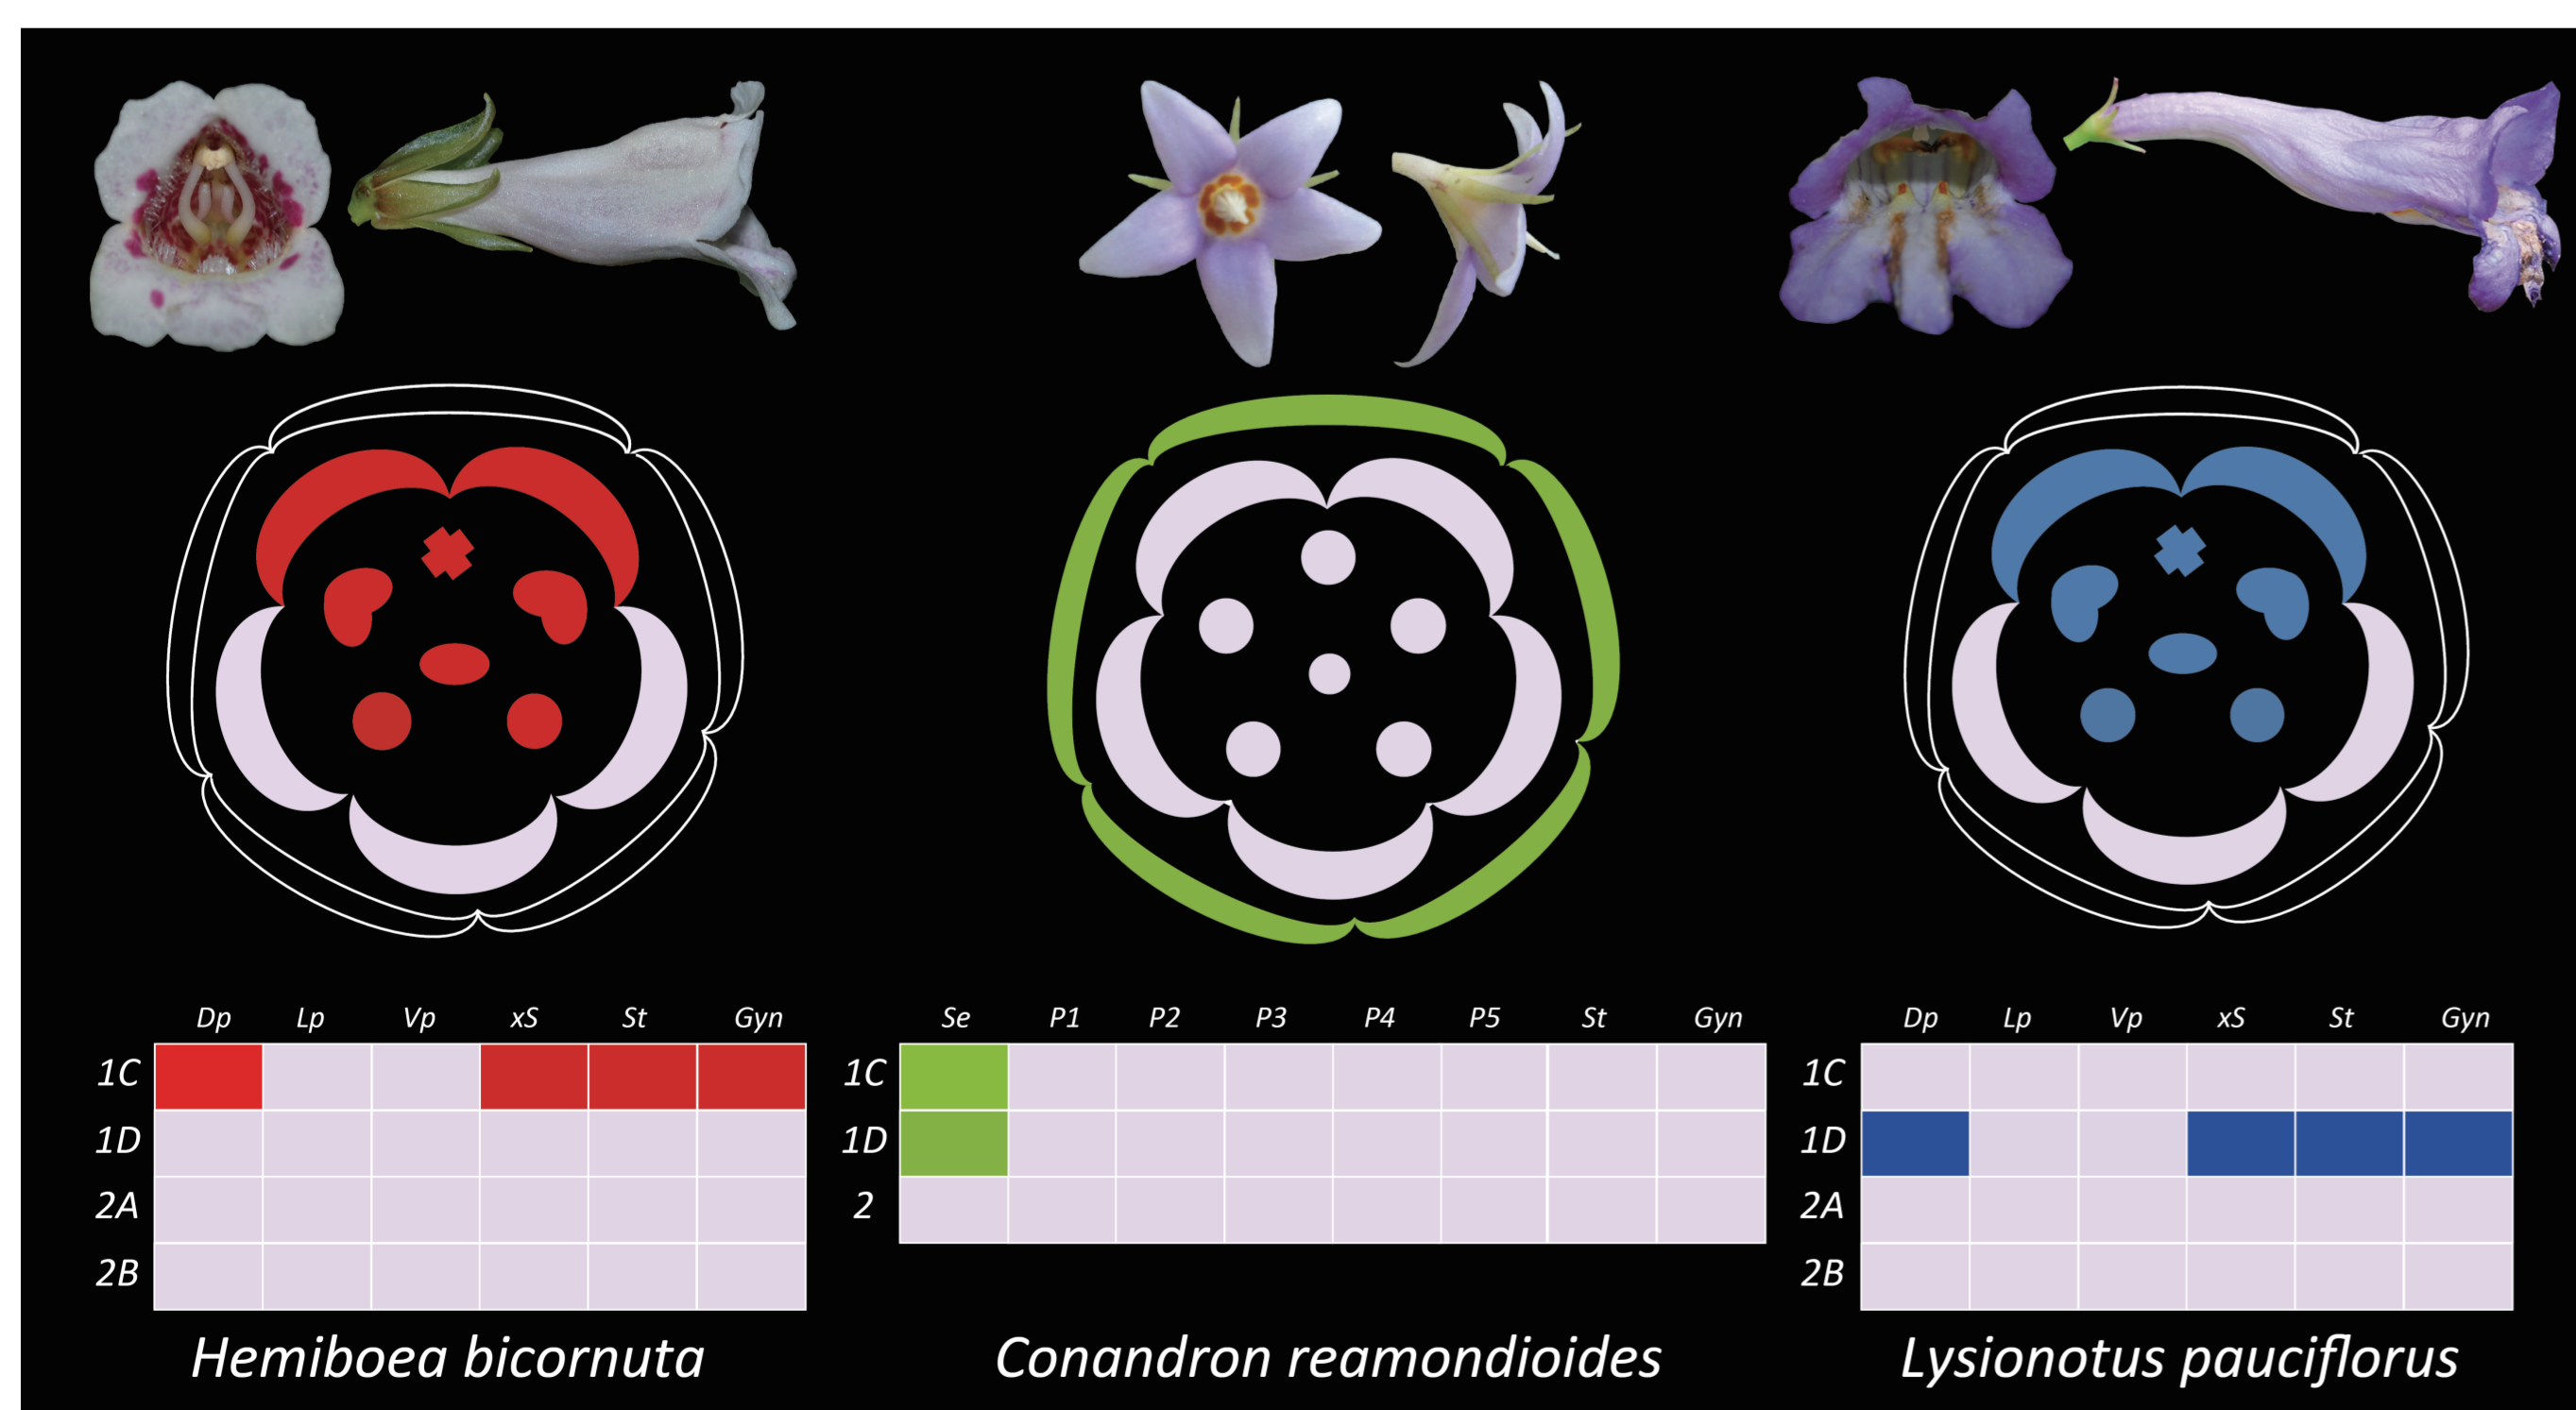 Dp Lp Vp xS St Gyn
1C
1D
2A
2B
Hemiboea bicornuta
Se P1 P2 P3 P4 P5 St Gyn
1C
1D
2
Conandron reamondioides
Dp Lp Vp xS St Gyn
1C
1D
2A
2B
Lysionotus pauciflorus